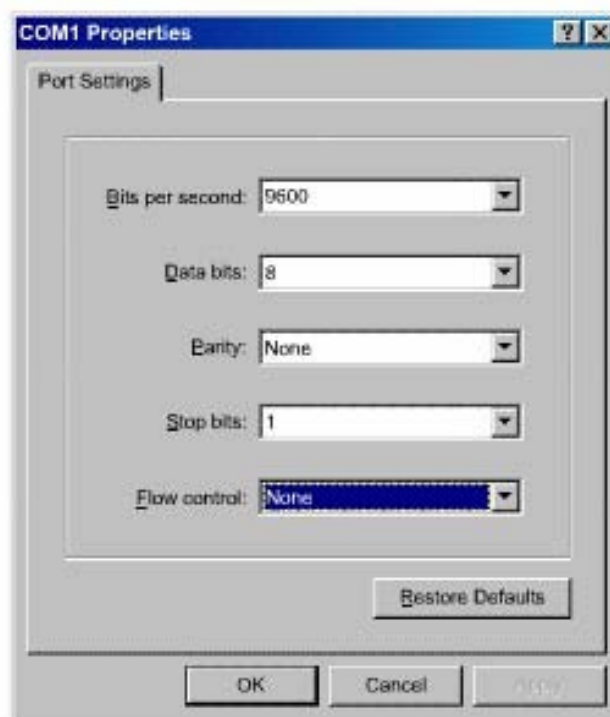 COM1 Properties
Port Settings
Bits per second: 9600
Data bits: 8
Parity: None
Stop bits: 1
Flow control: None
Restore Defaults
OK Cancel Apply